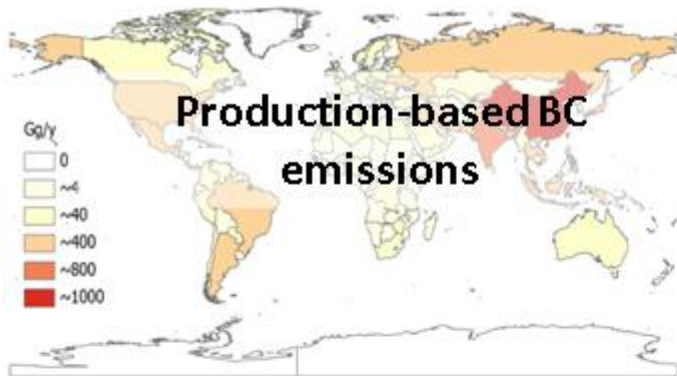 Production-based BC
emissions
Gg/y
0
~4
~40
~400
~800
~1000